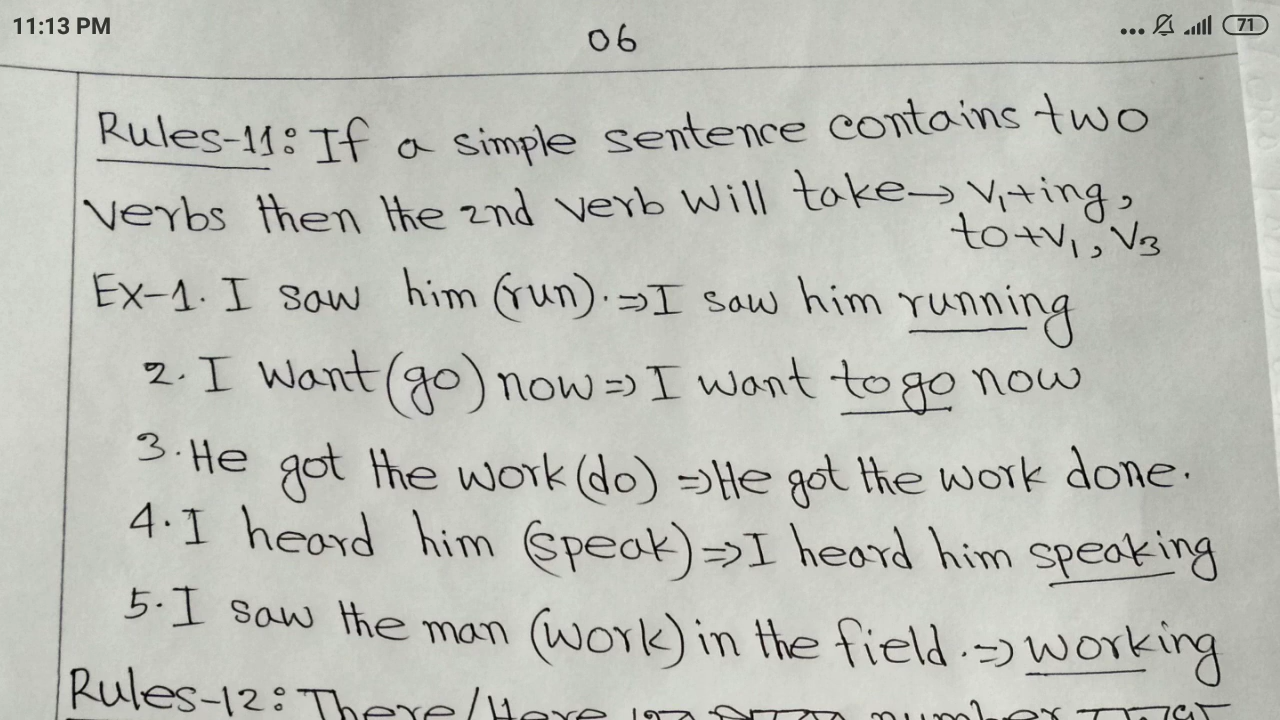 11:13 PM
... 71
06
Rules-11: If a simple sentence contains two
verbs then the 2nd verb will take→ V₁+ing,
to+V₁, V₃
Ex-1. I saw him (run). ⇒ I saw him running
2. I want (go) now ⇒ I want to go now
3. He got the work (do) ⇒ He got the work done.
4. I heard him (speak) ⇒ I heard him speaking
5. I saw the man (work) in the field. ⇒ working
Rules-12: There/Here number